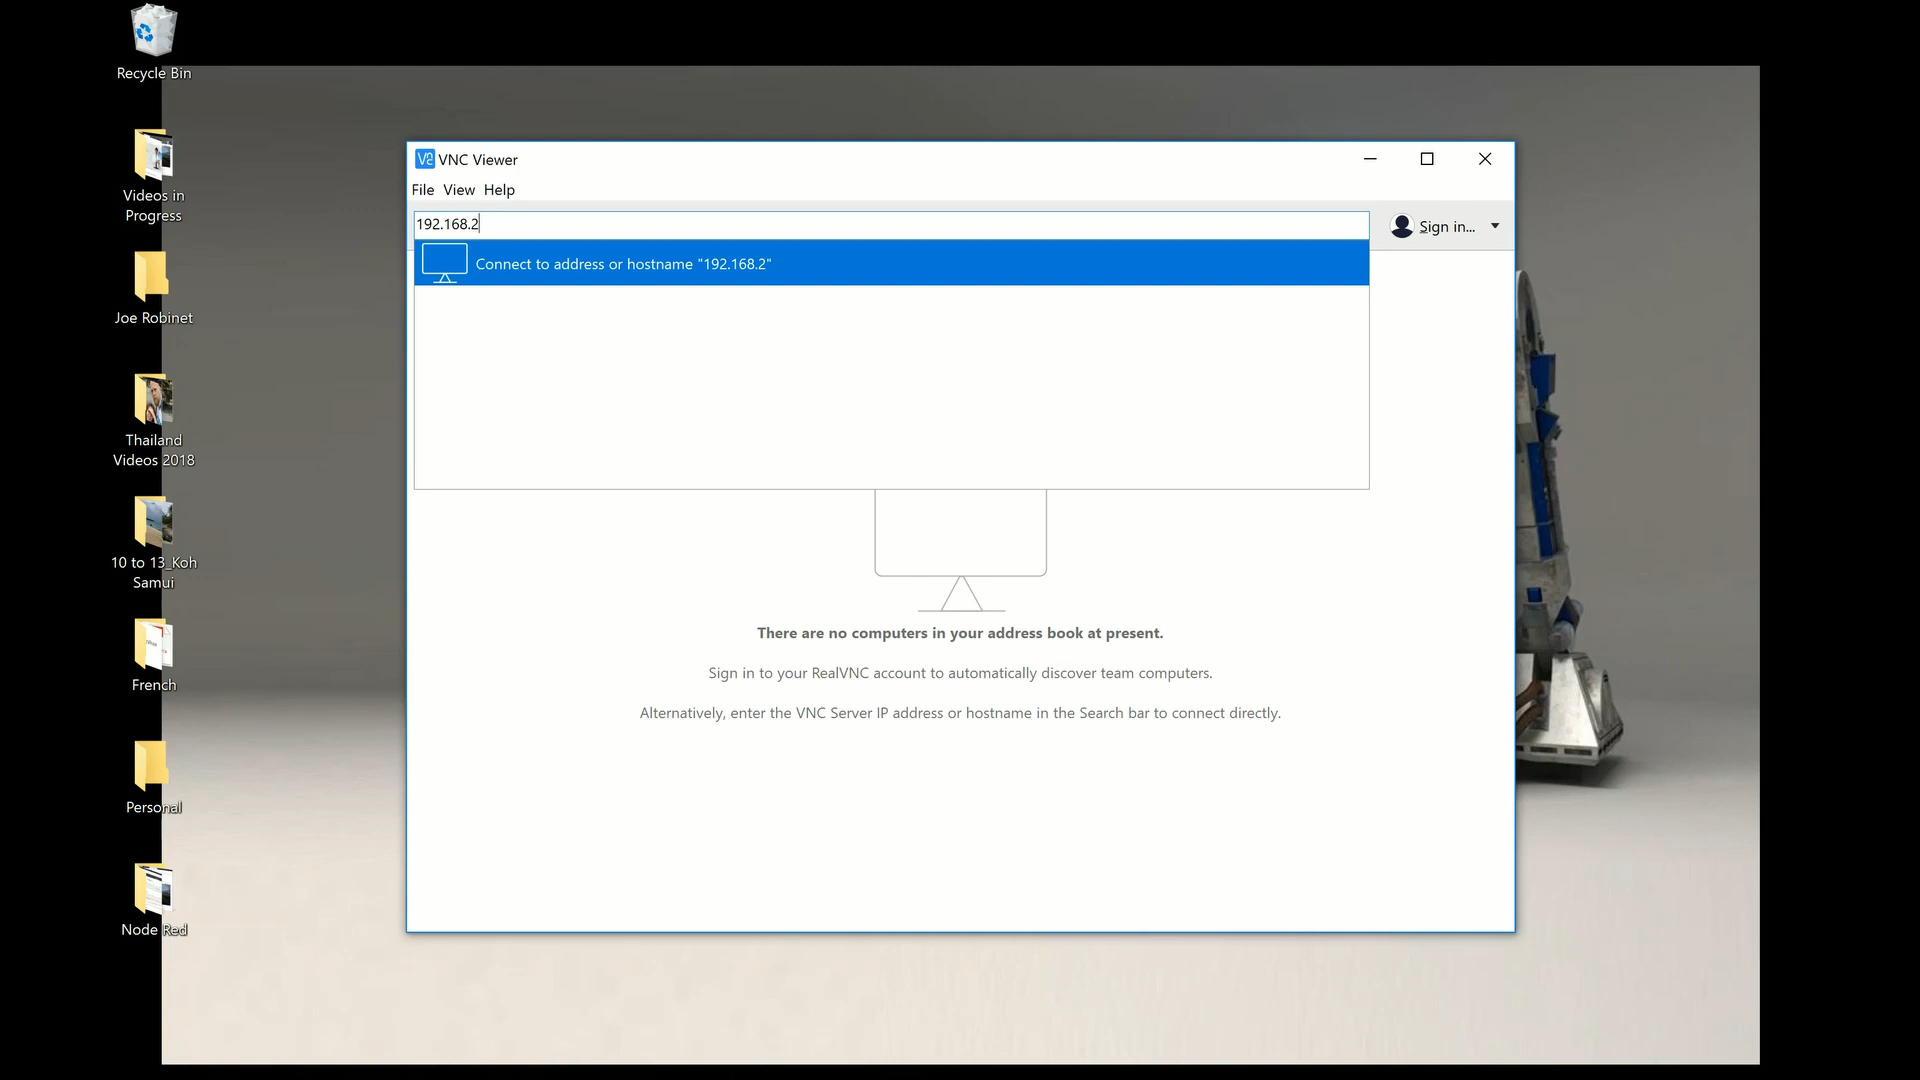 Recycle Bin
Videos in
Progress
Joe Robinet
Thailand
Videos 2018
10 to 13_Koh
Samui
French
Personal
Node Red
VNC Viewer
File View Help
192.168.2
Sign in...
Connect to address or hostname "192.168.2"
There are no computers in your address book at present.
Sign in to your RealVNC account to automatically discover team computers.
Alternatively, enter the VNC Server IP address or hostname in the Search bar to connect directly.